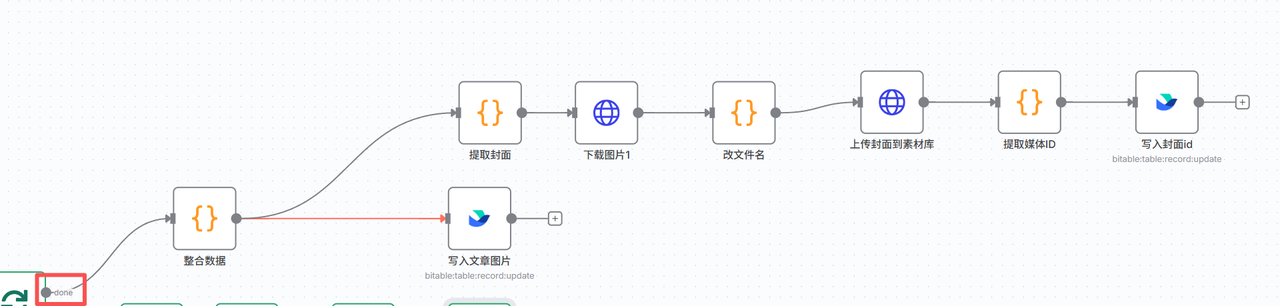 提取封面
下载图片1
改文件名
上传封面到素材库
提取媒体ID
写入封面id
bitable:table:record:update
整合数据
写入文章图片
bitable:table:record:update
done